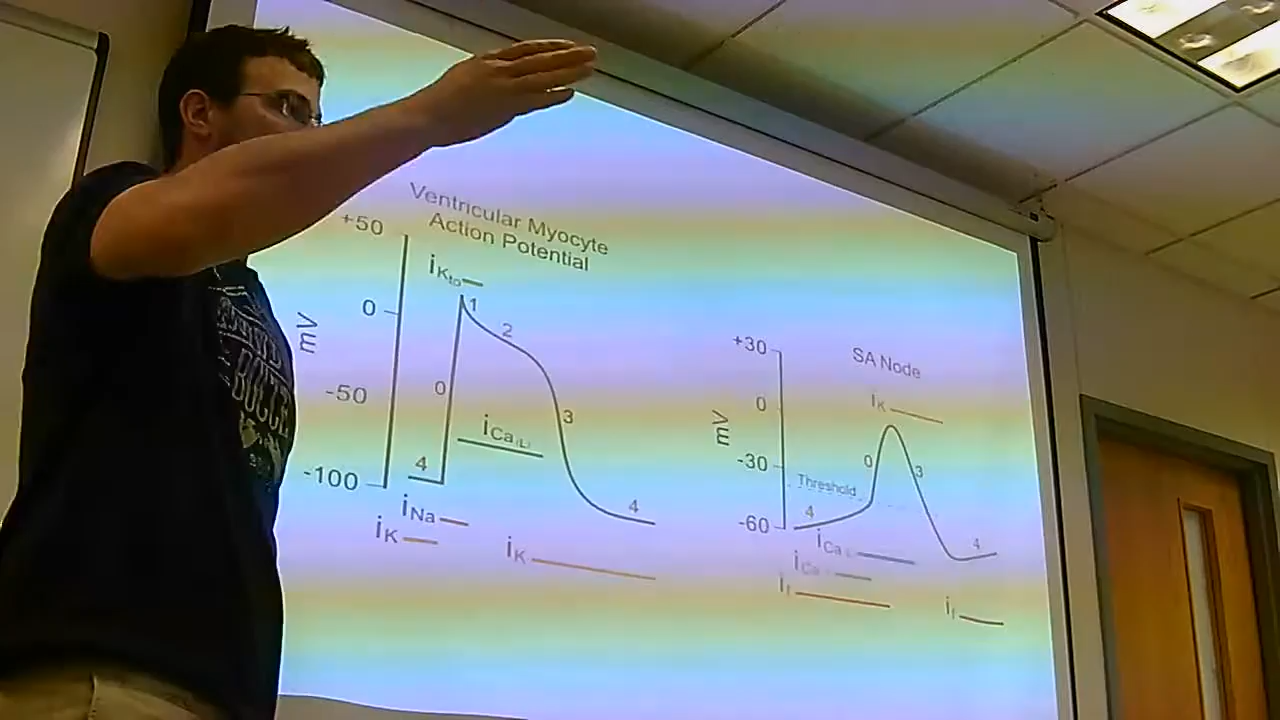 Ventricular Myocyte
Action Potential
+50
0
-50
-100
mV
iKto
1
2
0
3
iCa(L)
4
4
iNa
iK
iK
SA Node
+30
0
-30
-60
mV
iK
0
3
Threshold
4
4
iCa
iCa
If
If
BOCCE